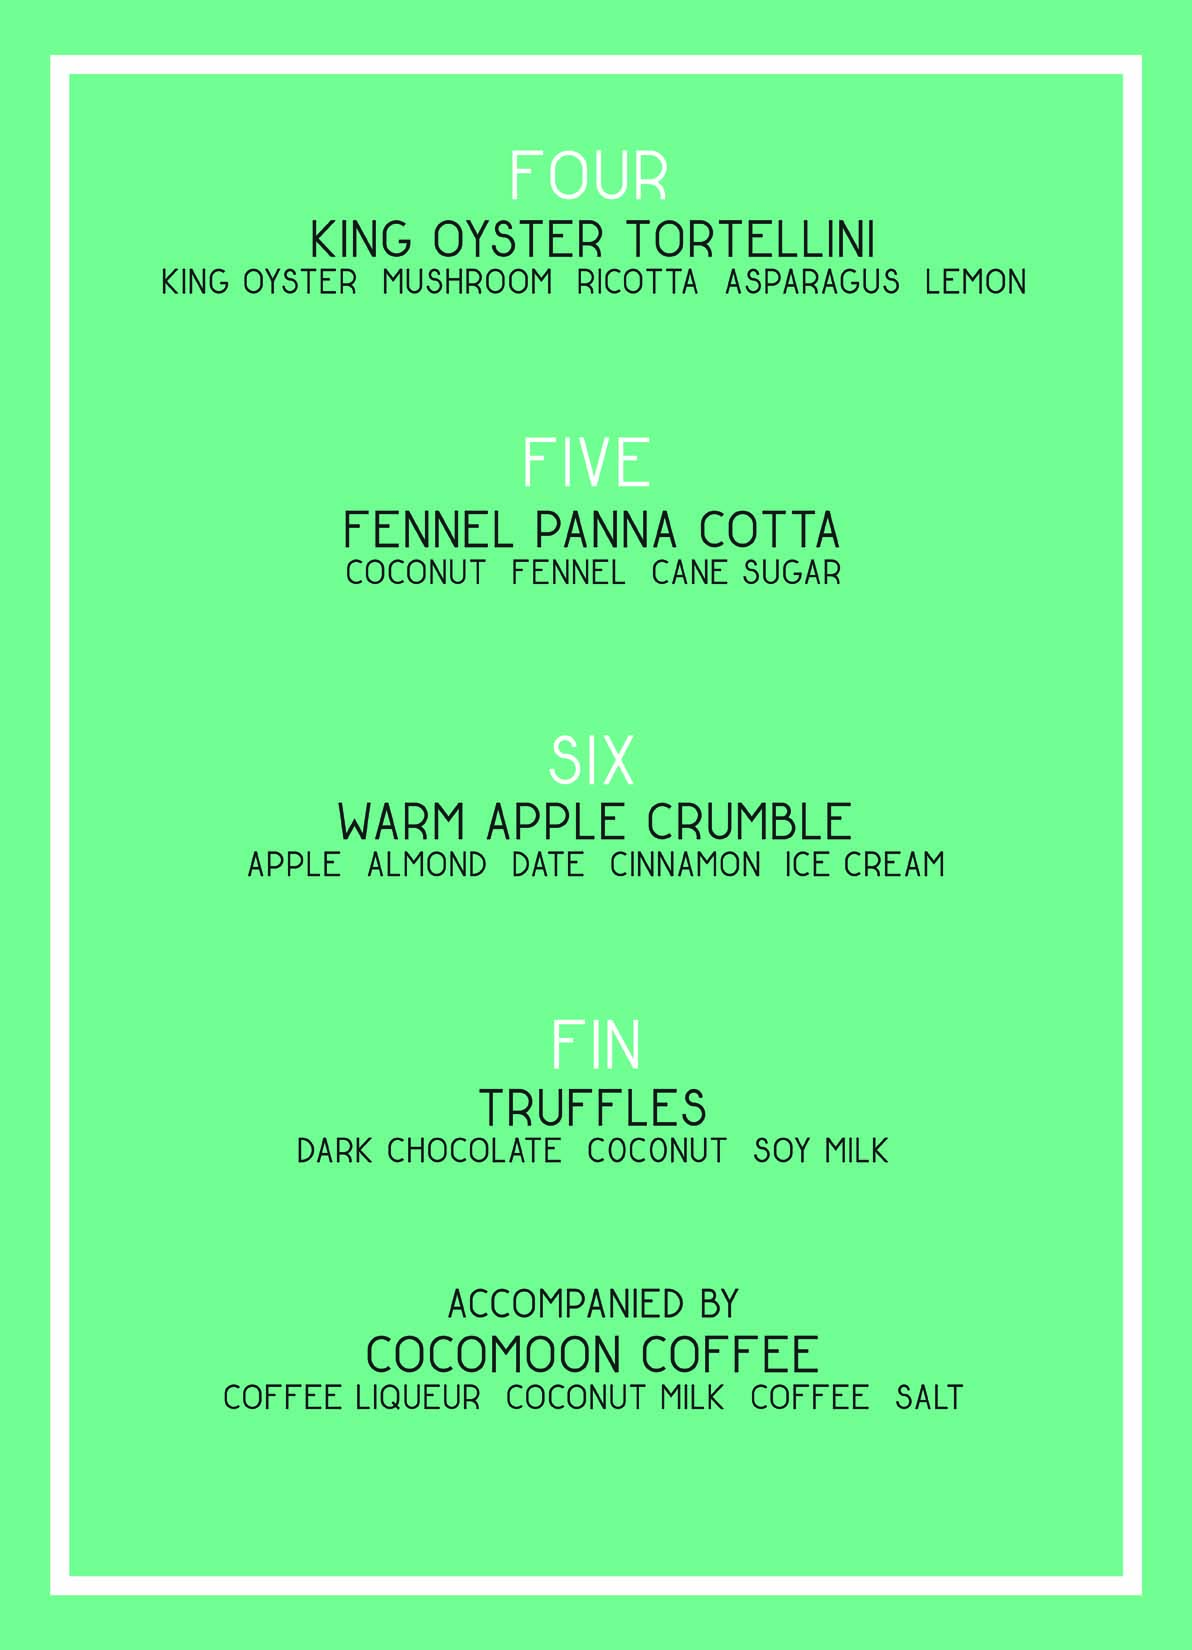 FOUR
KING OYSTER TORTELLINI
KING OYSTER  MUSHROOM  RICOTTA  ASPARAGUS  LEMON
FIVE
FENNEL PANNA COTTA
COCONUT  FENNEL  CANE SUGAR
SIX
WARM APPLE CRUMBLE
APPLE  ALMOND  DATE  CINNAMON  ICE CREAM
FIN
TRUFFLES
DARK CHOCOLATE  COCONUT  SOY MILK
ACCOMPANIED BY
COCOMOON COFFEE
COFFEE LIQUEUR  COCONUT MILK  COFFEE  SALT